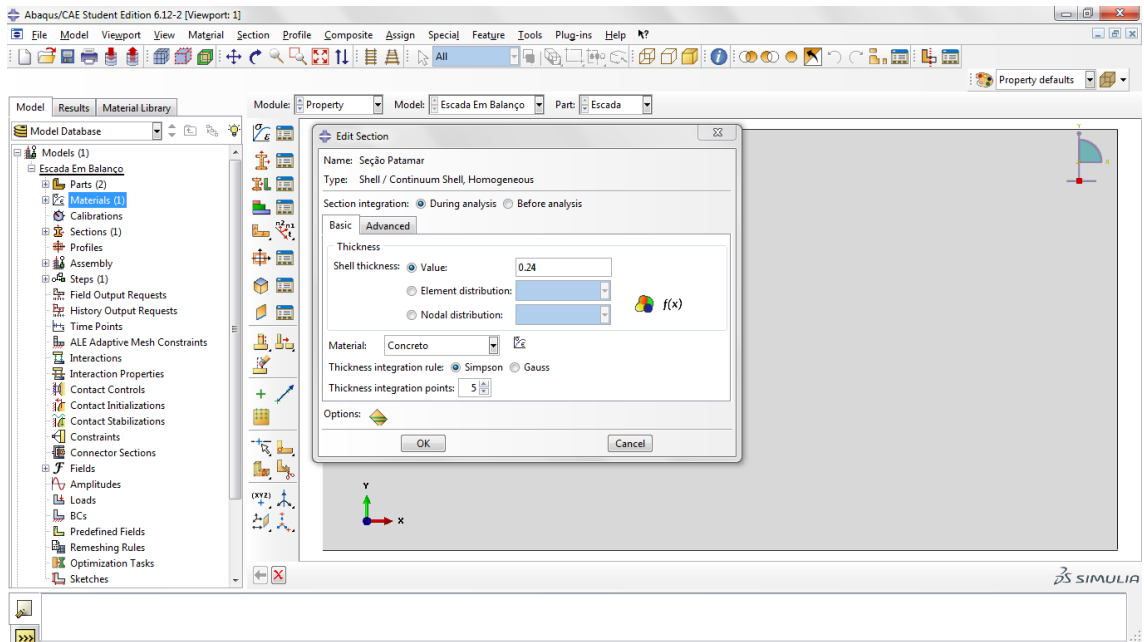 Abaqus/CAE Student Edition 6.12-2 [Viewport: 1]
File Model Viewport View Material Section Profile Composite Assign Special Feature Tools Plug-ins Help
All
Property defaults
Model Results Material Library
Module: Property Model: Escada Em Balanço Part: Escada
Model Database
Models (1)
Escada Em Balanço
Parts (2)
Materials (1)
Calibrations
Sections (1)
Profiles
Assembly
Steps (1)
Field Output Requests
History Output Requests
Time Points
ALE Adaptive Mesh Constraints
Interactions
Interaction Properties
Contact Controls
Contact Initializations
Contact Stabilizations
Constraints
Connector Sections
Fields
Amplitudes
Loads
BCs
Predefined Fields
Remeshing Rules
Optimization Tasks
Sketches
(XYZ)
Edit Section
Name: Seção Patamar
Type: Shell / Continuum Shell, Homogeneous
Section integration: During analysis Before analysis
Basic Advanced
Thickness
Shell thickness: Value: 0.24
Element distribution:
Nodal distribution:
f(x)
Material: Concreto
Thickness integration rule: Simpson Gauss
Thickness integration points: 5
Options:
OK Cancel
Y
X
SIMULIA
>>>